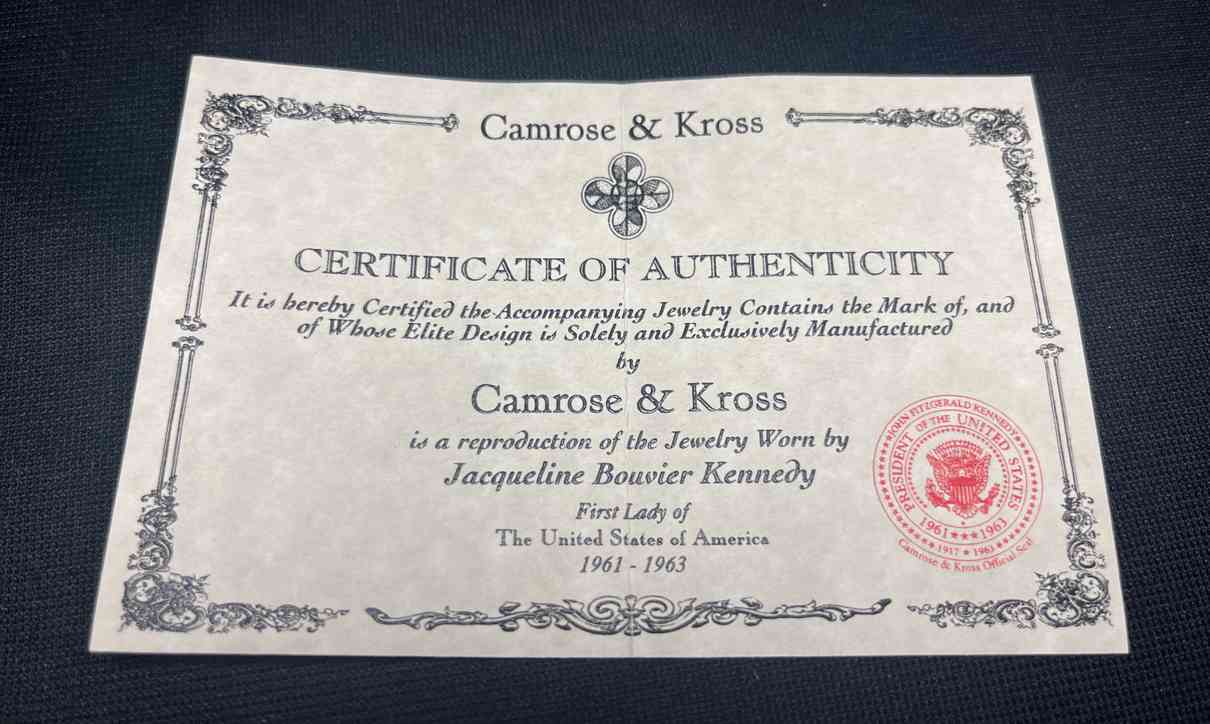 Camrose & Kross
CERTIFICATE OF AUTHENTICITY
It is hereby Certified the Accompanying Jewelry Contains the Mark of, and
of Whose Elite Design is Solely and Exclusively Manufactured
by
Camrose & Kross
is a reproduction of the Jewelry Worn by
Jacqueline Bouvier Kennedy
First Lady of
The United States of America
1961 - 1963
JOHN FITZGERALD KENNEDY
PRESIDENT OF THE UNITED STATES
1961★★★1963
1917 ★ 1963
Camrose & Kross Official Seal